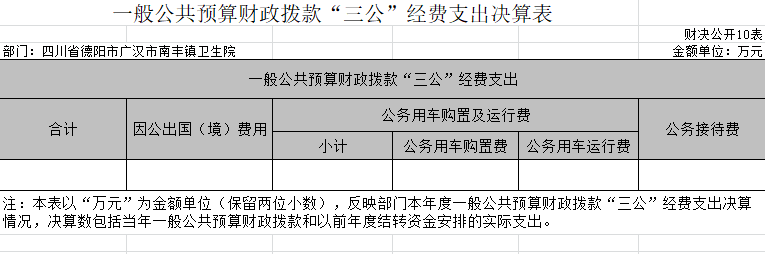 一般公共预算财政拨款“三公”经费支出决算表
财决公开10表
部门：四川省德阳市广汉市南丰镇卫生院 金额单位：万元
一般公共预算财政拨款“三公”经费支出
合计 因公出国（境）费用 公务用车购置及运行费 公务接待费
小计 公务用车购置费 公务用车运行费
注：本表以“万元”为金额单位（保留两位小数），反映部门本年度一般公共预算财政拨款“三公”经费支出决算
情况，决算数包括当年一般公共预算财政拨款和以前年度结转资金安排的实际支出。